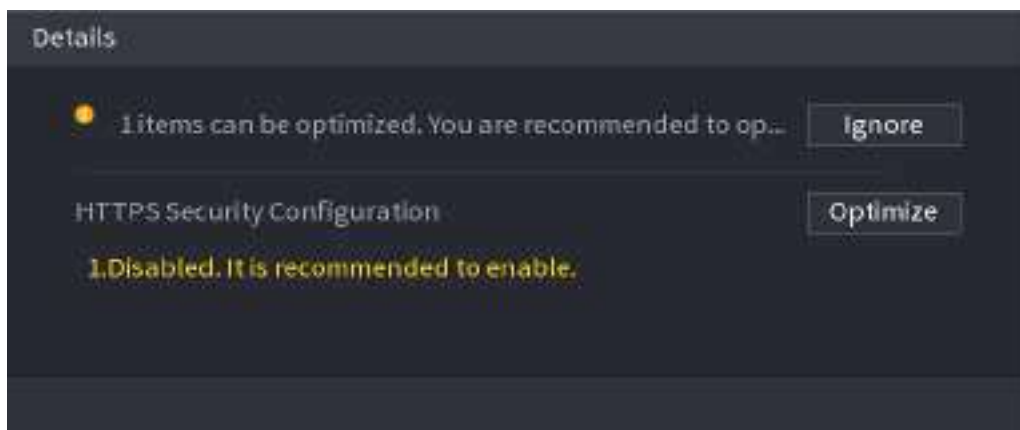 Details
1 items can be optimized. You are recommended to op... Ignore
HTTPS Security Configuration Optimize
1.Disabled. It is recommended to enable.